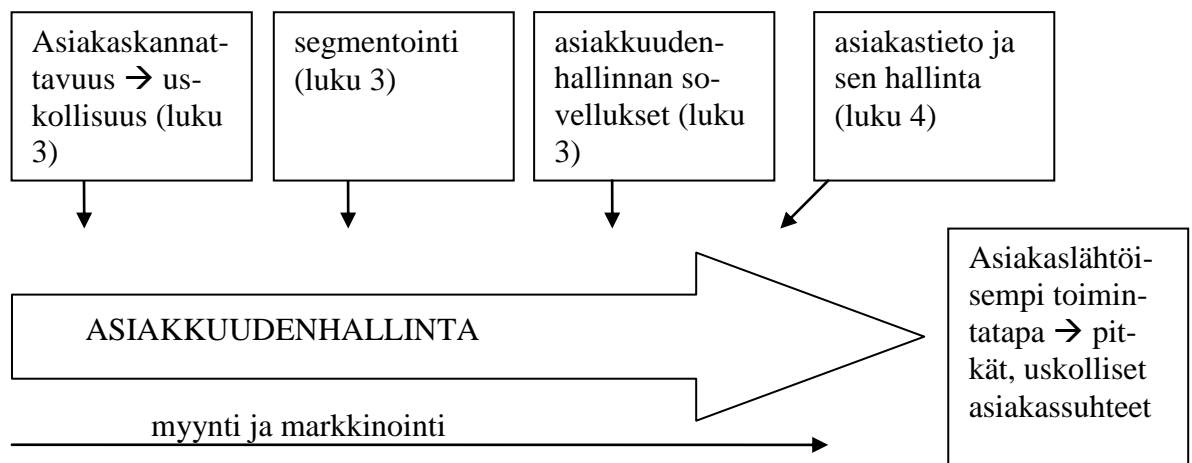 Asiakaskannat-
tavuus → us-
kollisuus (luku
3)
segmentointi
(luku 3)
asiakkuuden-
hallinnan so-
vellukset (luku
3)
asiakastieto ja
sen hallinta
(luku 4)
ASIAKKUUDENHALLINTA
Asiakaslähtöi-
sempi toimin-
tatapa → pit-
kät, uskolliset
asiakassuhteet
myynti ja markkinointi